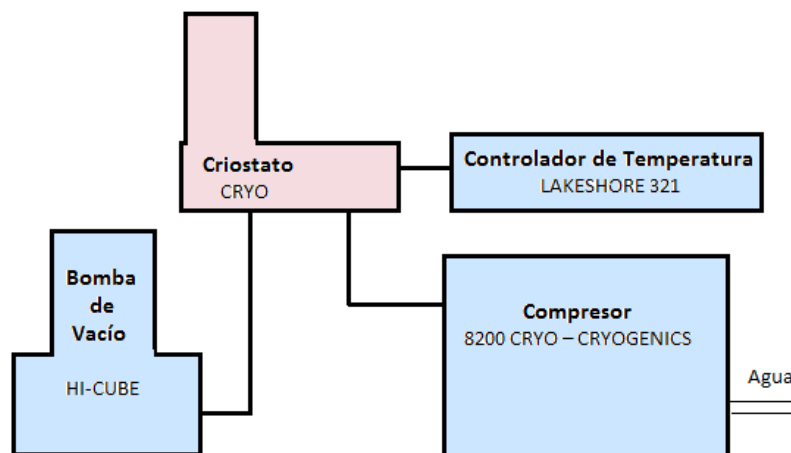 Criostato
CRYO
Controlador de Temperatura
LAKESHORE 321
Bomba
de
Vacío
HI-CUBE
Compresor
8200 CRYO – CRYOGENICS
Agua